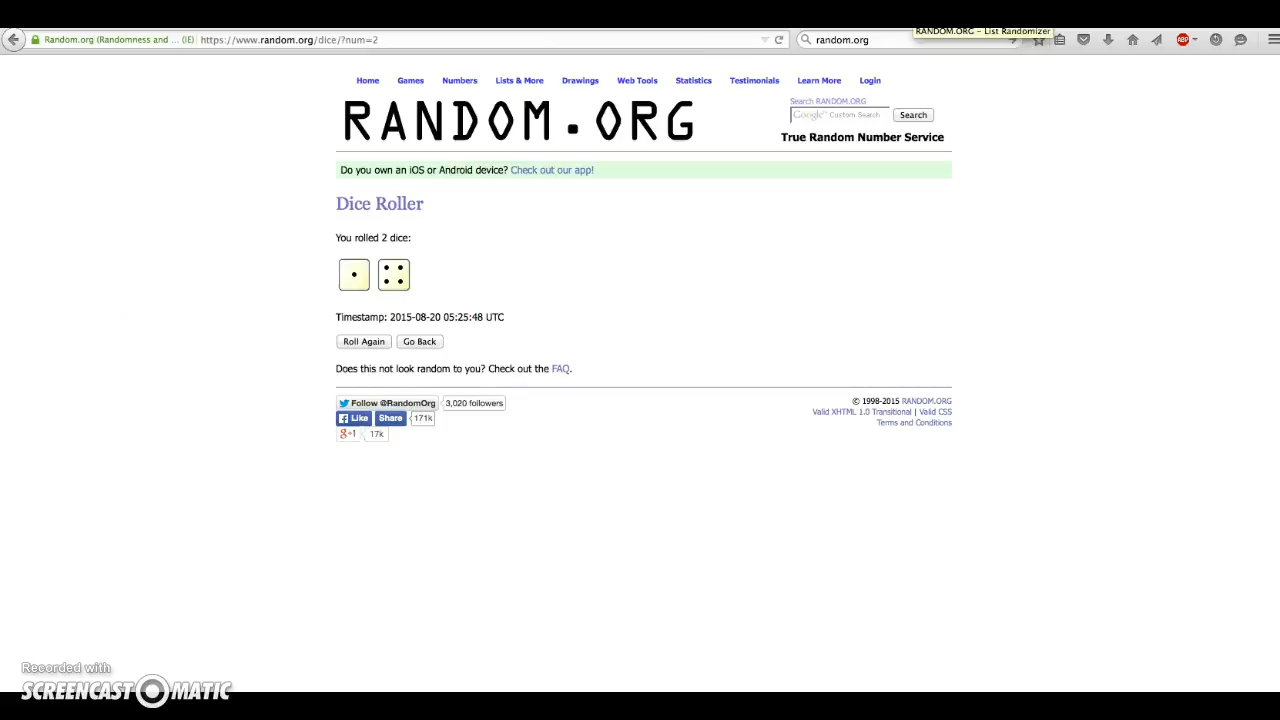 RANDOM.ORG - List Randomizer
Random.org (Randomness and ... (IE) https://www.random.org/dice/?num=2 random.org ABP
Home Games Numbers Lists & More Drawings Web Tools Statistics Testimonials Learn More Login
Search RANDOM.ORG
RANDOM.ORG
Google™ Custom Search Search
True Random Number Service
Do you own an iOS or Android device? Check out our app!
Dice Roller
You rolled 2 dice:
Timestamp: 2015-08-20 05:25:48 UTC
Roll Again Go Back
Does this not look random to you? Check out the FAQ.
Follow @RandomOrg 3,020 followers
Like Share 171k
g+1 17k
© 1998-2015 RANDOM.ORG
Valid XHTML 1.0 Transitional | Valid CSS
Terms and Conditions
Recorded with
SCREENCAST-O-MATIC